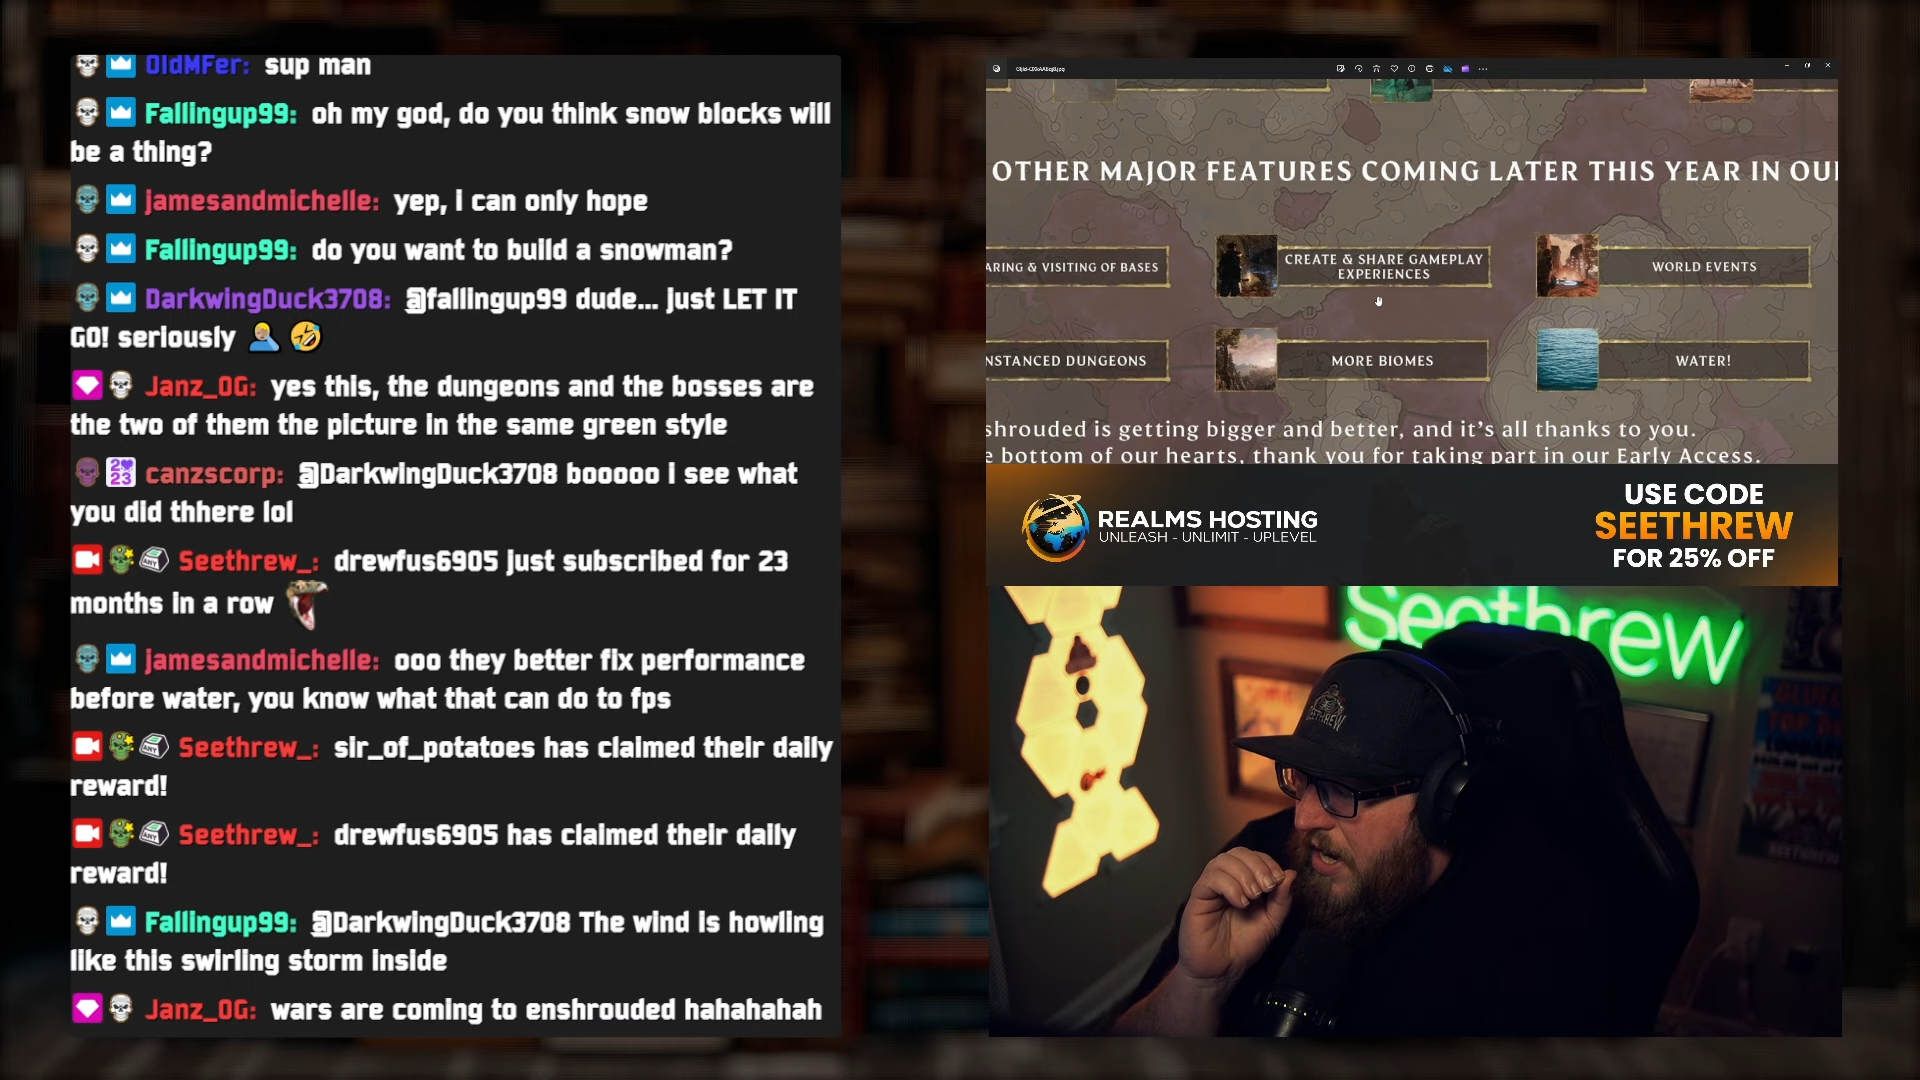 OldMFer: sup man
Fallingup99: oh my god, do you think snow blocks will
be a thing?
jamesandmichelle: yep, I can only hope
Fallingup99: do you want to build a snowman?
DarkwingDuck3708: @fallingup99 dude... just LET IT
GO! seriously
Janz_OG: yes this, the dungeons and the bosses are
the two of them the picture in the same green style
canzscorp: @DarkwingDuck3708 booooo i see what
you did thhere lol
Seethrew_: drewfus6905 just subscribed for 23
months in a row
jamesandmichelle: ooo they better fix performance
before water, you know what that can do to fps
Seethrew_: sir_of_potatoes has claimed their daily
reward!
Seethrew_: drewfus6905 has claimed their daily
reward!
Fallingup99: @DarkwingDuck3708 The wind is howling
like this swirling storm inside
Janz_OG: wars are coming to enshrouded hahahahah
OTHER MAJOR FEATURES COMING LATER THIS YEAR IN OU
ARING & VISITING OF BASES
CREATE & SHARE GAMEPLAY
EXPERIENCES
WORLD EVENTS
NSTANCED DUNGEONS
MORE BIOMES
WATER!
shrouded is getting bigger and better, and it's all thanks to you.
e bottom of our hearts, thank you for taking part in our Early Access.
REALMS HOSTING
UNLEASH - UNLIMIT - UPLEVEL
USE CODE
SEETHREW
FOR 25% OFF
Seethrew
SEETHREW